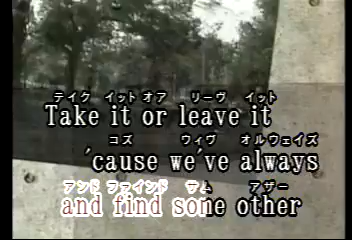 テイク イット オア リーヴ イット
Take it or leave it
コズ ウィヴ オルウェイズ
'cause we've always
アンド ファインド サム アザー
and find some other